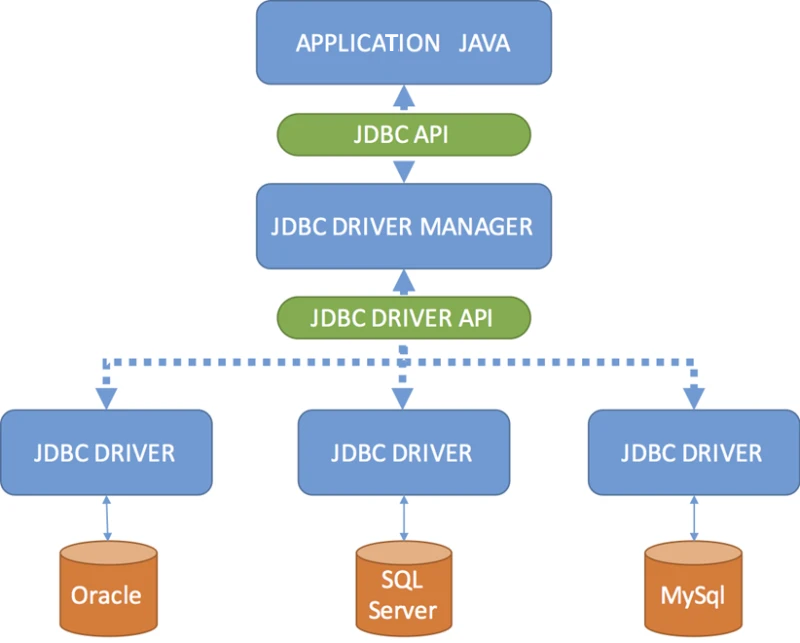 APPLICATION JAVA
JDBC API
JDBC DRIVER MANAGER
JDBC DRIVER API
JDBC DRIVER
JDBC DRIVER
JDBC DRIVER
Oracle
SQL
Server
MySql